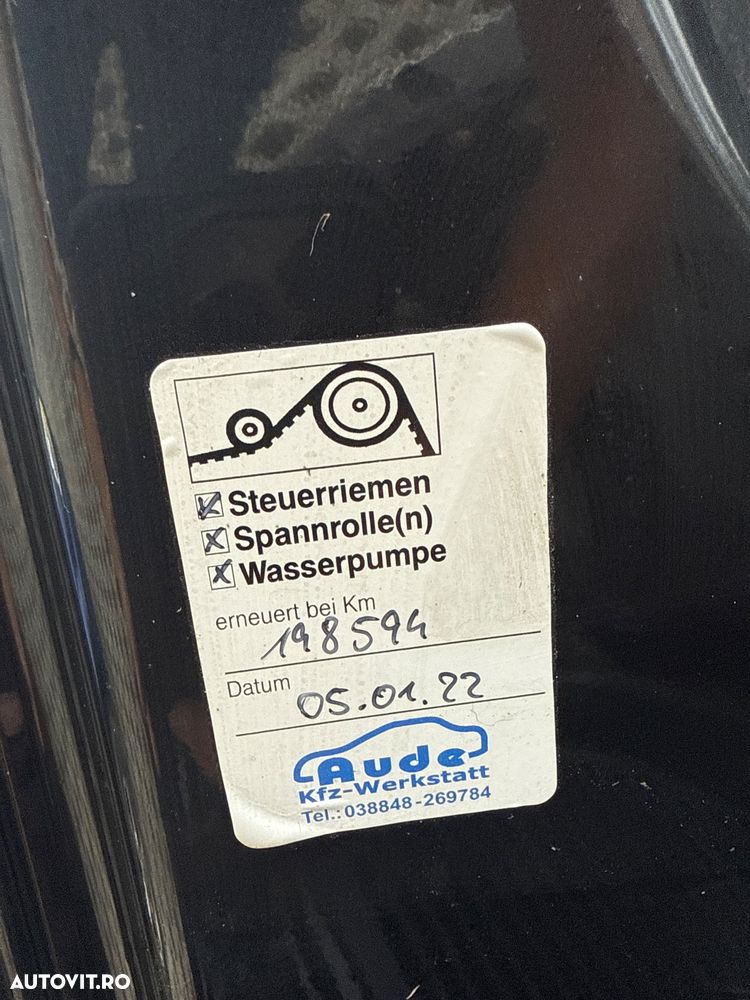 Steuerriemen
Spannrolle(n)
Wasserpumpe
erneuert bei Km
198594
Datum
05.01.22
Aude
Kfz-Werkstatt
Tel.: 038848-269784
AUTOVIT.RO